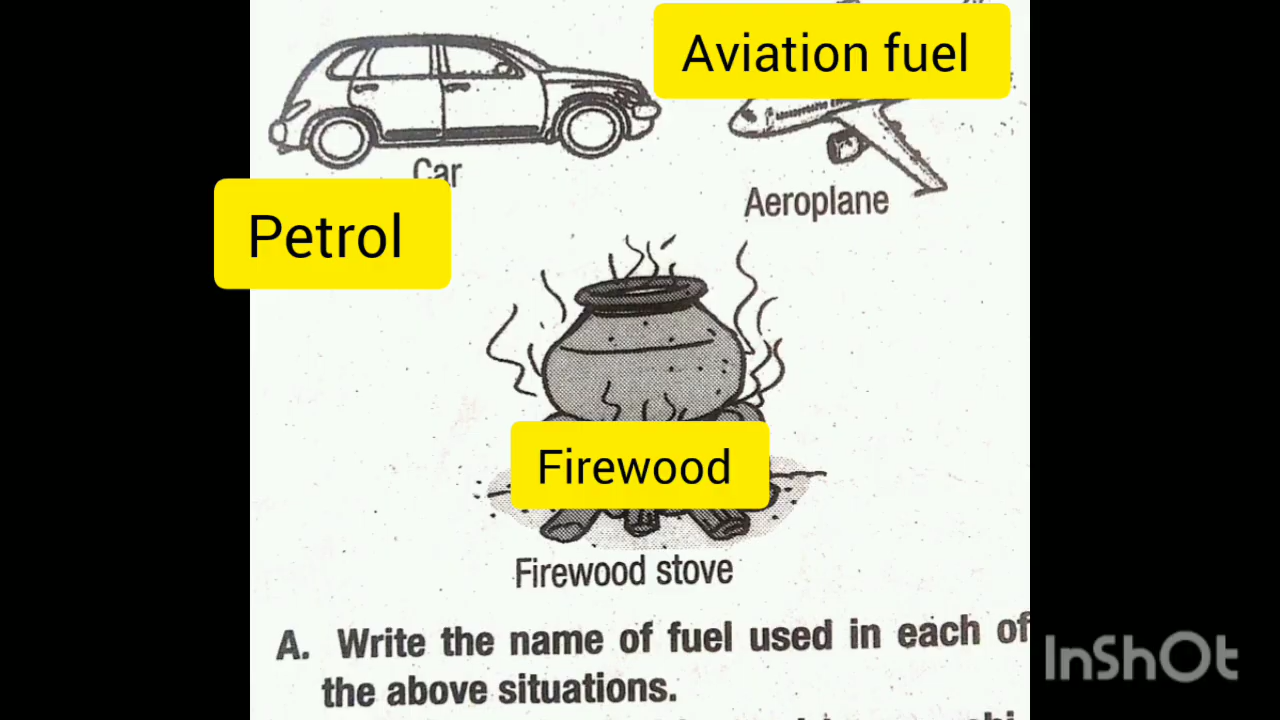 Aviation fuel
Car
Petrol
Aeroplane
Firewood
Firewood stove
A. Write the name of fuel used in each of
the above situations.
InShOt